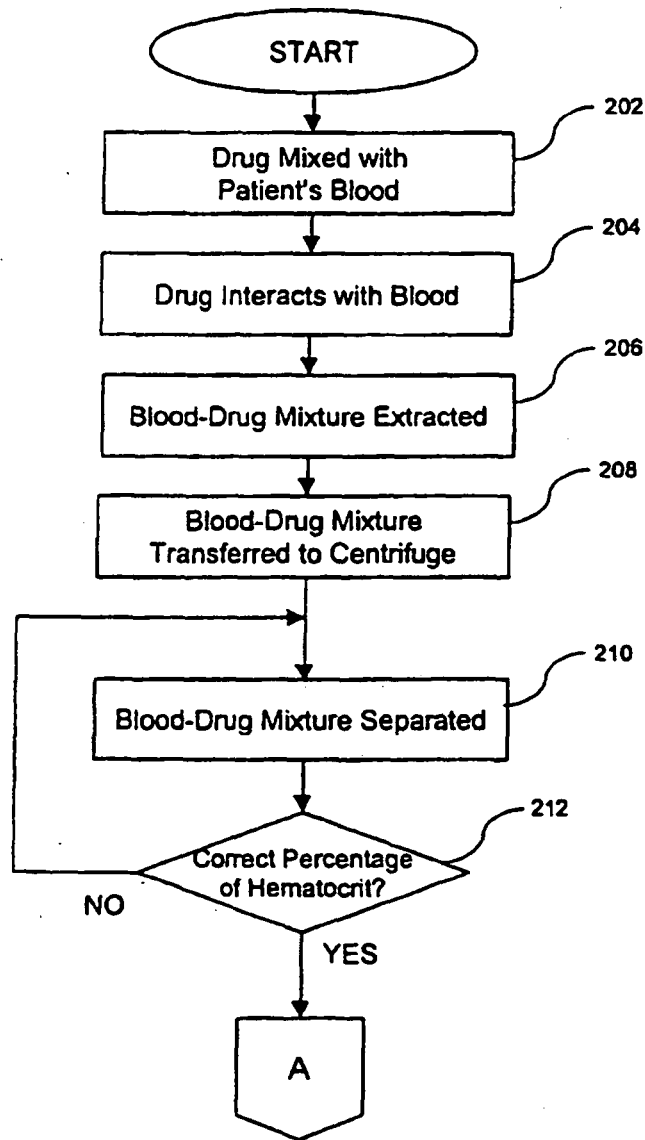 START
202
Drug Mixed with
Patient's Blood
204
Drug Interacts with Blood
206
Blood-Drug Mixture Extracted
208
Blood-Drug Mixture
Transferred to Centrifuge
210
Blood-Drug Mixture Separated
212
Correct Percentage
of Hematocrit?
NO
YES
A